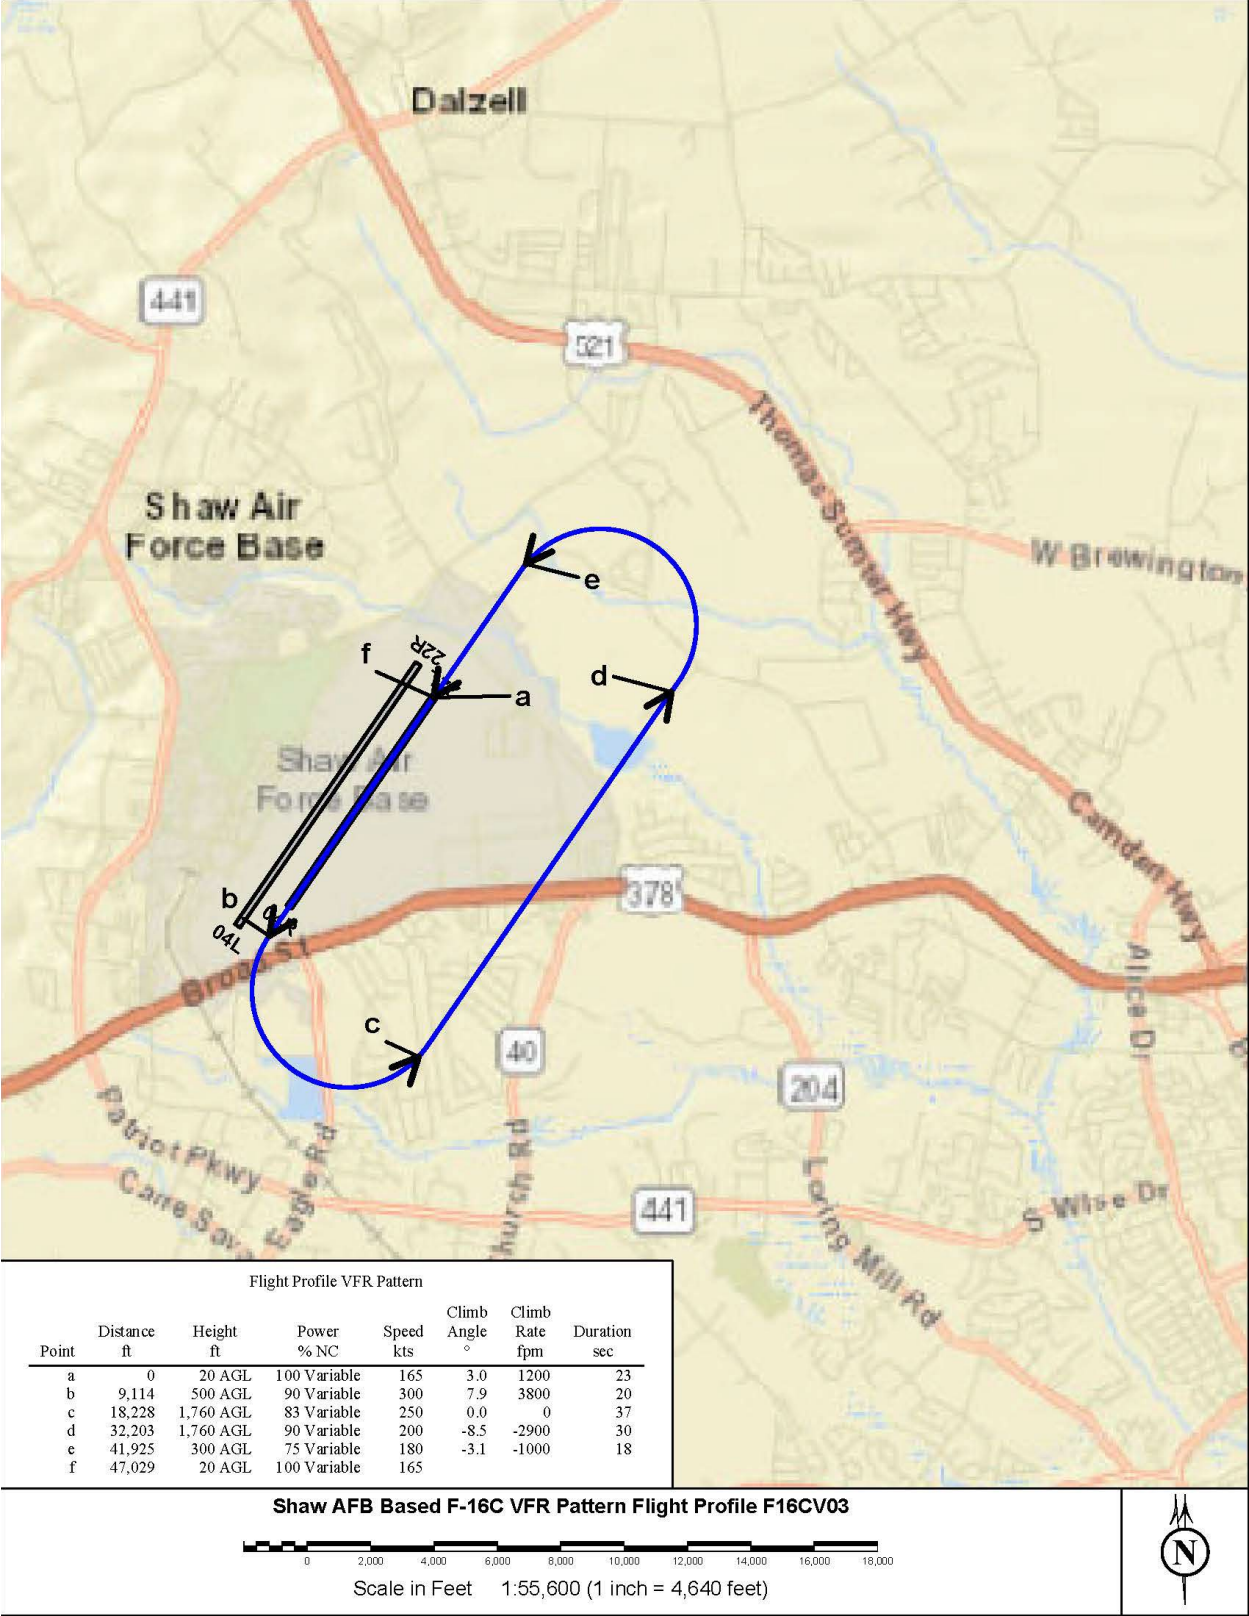 Dalzell
441
521
Thomas Sumter Hwy
Shaw Air
Force Base
W Brewington
e
22R
f
d
a
Shaw Air
Force Base
Camden Hwy
378
b
04L
Broad St
Alice Dr
c
40
204
Patriot Pkwy
Eagle Rd
hurch Rd
Loring Mill Rd
Carre Sava
441
S Wise Dr
Flight Profile VFR Pattern
Point Distance ft Height ft Power % NC Speed kts Climb Angle ° Climb Rate fpm Duration sec
a 0 20 AGL 100 Variable 165 3.0 1200 23
b 9,114 500 AGL 90 Variable 300 7.9 3800 20
c 18,228 1,760 AGL 83 Variable 250 0.0 0 37
d 32,203 1,760 AGL 90 Variable 200 -8.5 -2900 30
e 41,925 300 AGL 75 Variable 180 -3.1 -1000 18
f 47,029 20 AGL 100 Variable 165
Shaw AFB Based F-16C VFR Pattern Flight Profile F16CV03
0 2,000 4,000 6,000 8,000 10,000 12,000 14,000 16,000 18,000
Scale in Feet 1:55,600 (1 inch = 4,640 feet)
N